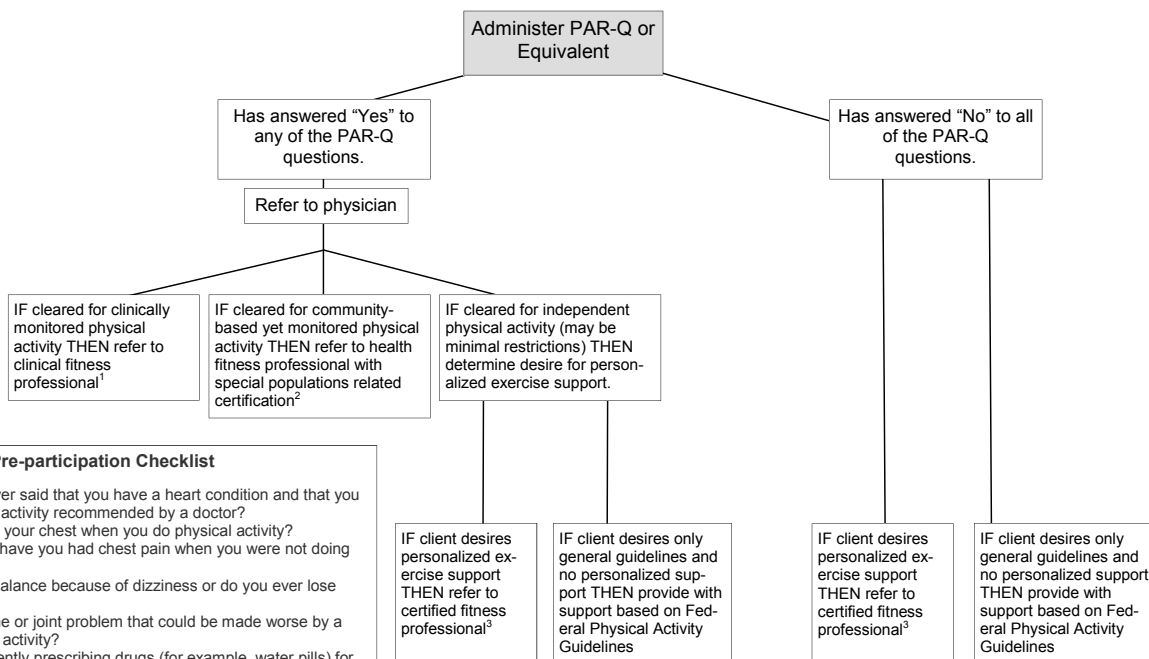 Administer PAR-Q or
Equivalent
Has answered “Yes” to
any of the PAR-Q
questions.
Has answered “No” to all
of the PAR-Q
questions.
Refer to physician
IF cleared for clinically
monitored physical
activity THEN refer to
clinical fitness
professional1
IF cleared for community-
based yet monitored physical
activity THEN refer to health
fitness professional with
special populations related
certification2
IF cleared for independent
physical activity (may be
minimal restrictions) THEN
determine desire for person-
alized exercise support.
re-participation Checklist
er said that you have a heart condition and that you
activity recommended by a doctor?
your chest when you do physical activity?
have you had chest pain when you were not doing
alance because of dizziness or do you ever lose
ne or joint problem that could be made worse by a
activity?
ently prescribing drugs (for example, water pills) for
IF client desires
personalized ex-
ercise support
THEN refer to
certified fitness
professional3
IF client desires only
general guidelines and
no personalized sup-
port THEN provide with
support based on Fed-
eral Physical Activity
Guidelines
IF client desires
personalized ex-
ercise support
THEN refer to
certified fitness
professional3
IF client desires only
general guidelines and
no personalized support
THEN provide with
support based on Fed-
eral Physical Activity
Guidelines